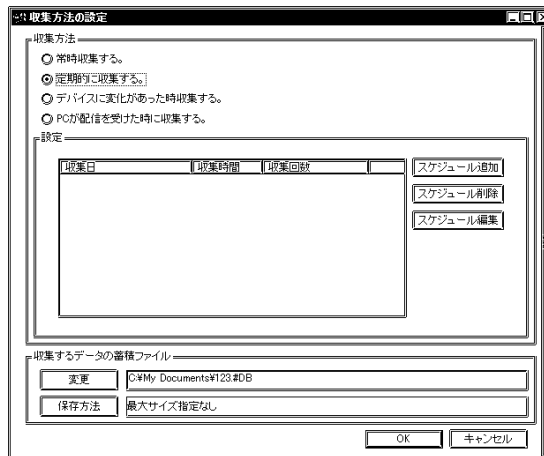 収集方法の設定
収集方法
常時収集する。
定期的に収集する。
デバイスに変化があった時収集する。
PCが配信を受けた時に収集する。
設定
収集日 収集時間 収集回数
スケジュール追加
スケジュール削除
スケジュール編集
収集するデータの蓄積ファイル
変更 C:¥My Documents¥123.#DB
保存方法 最大サイズ指定なし
OK キャンセル